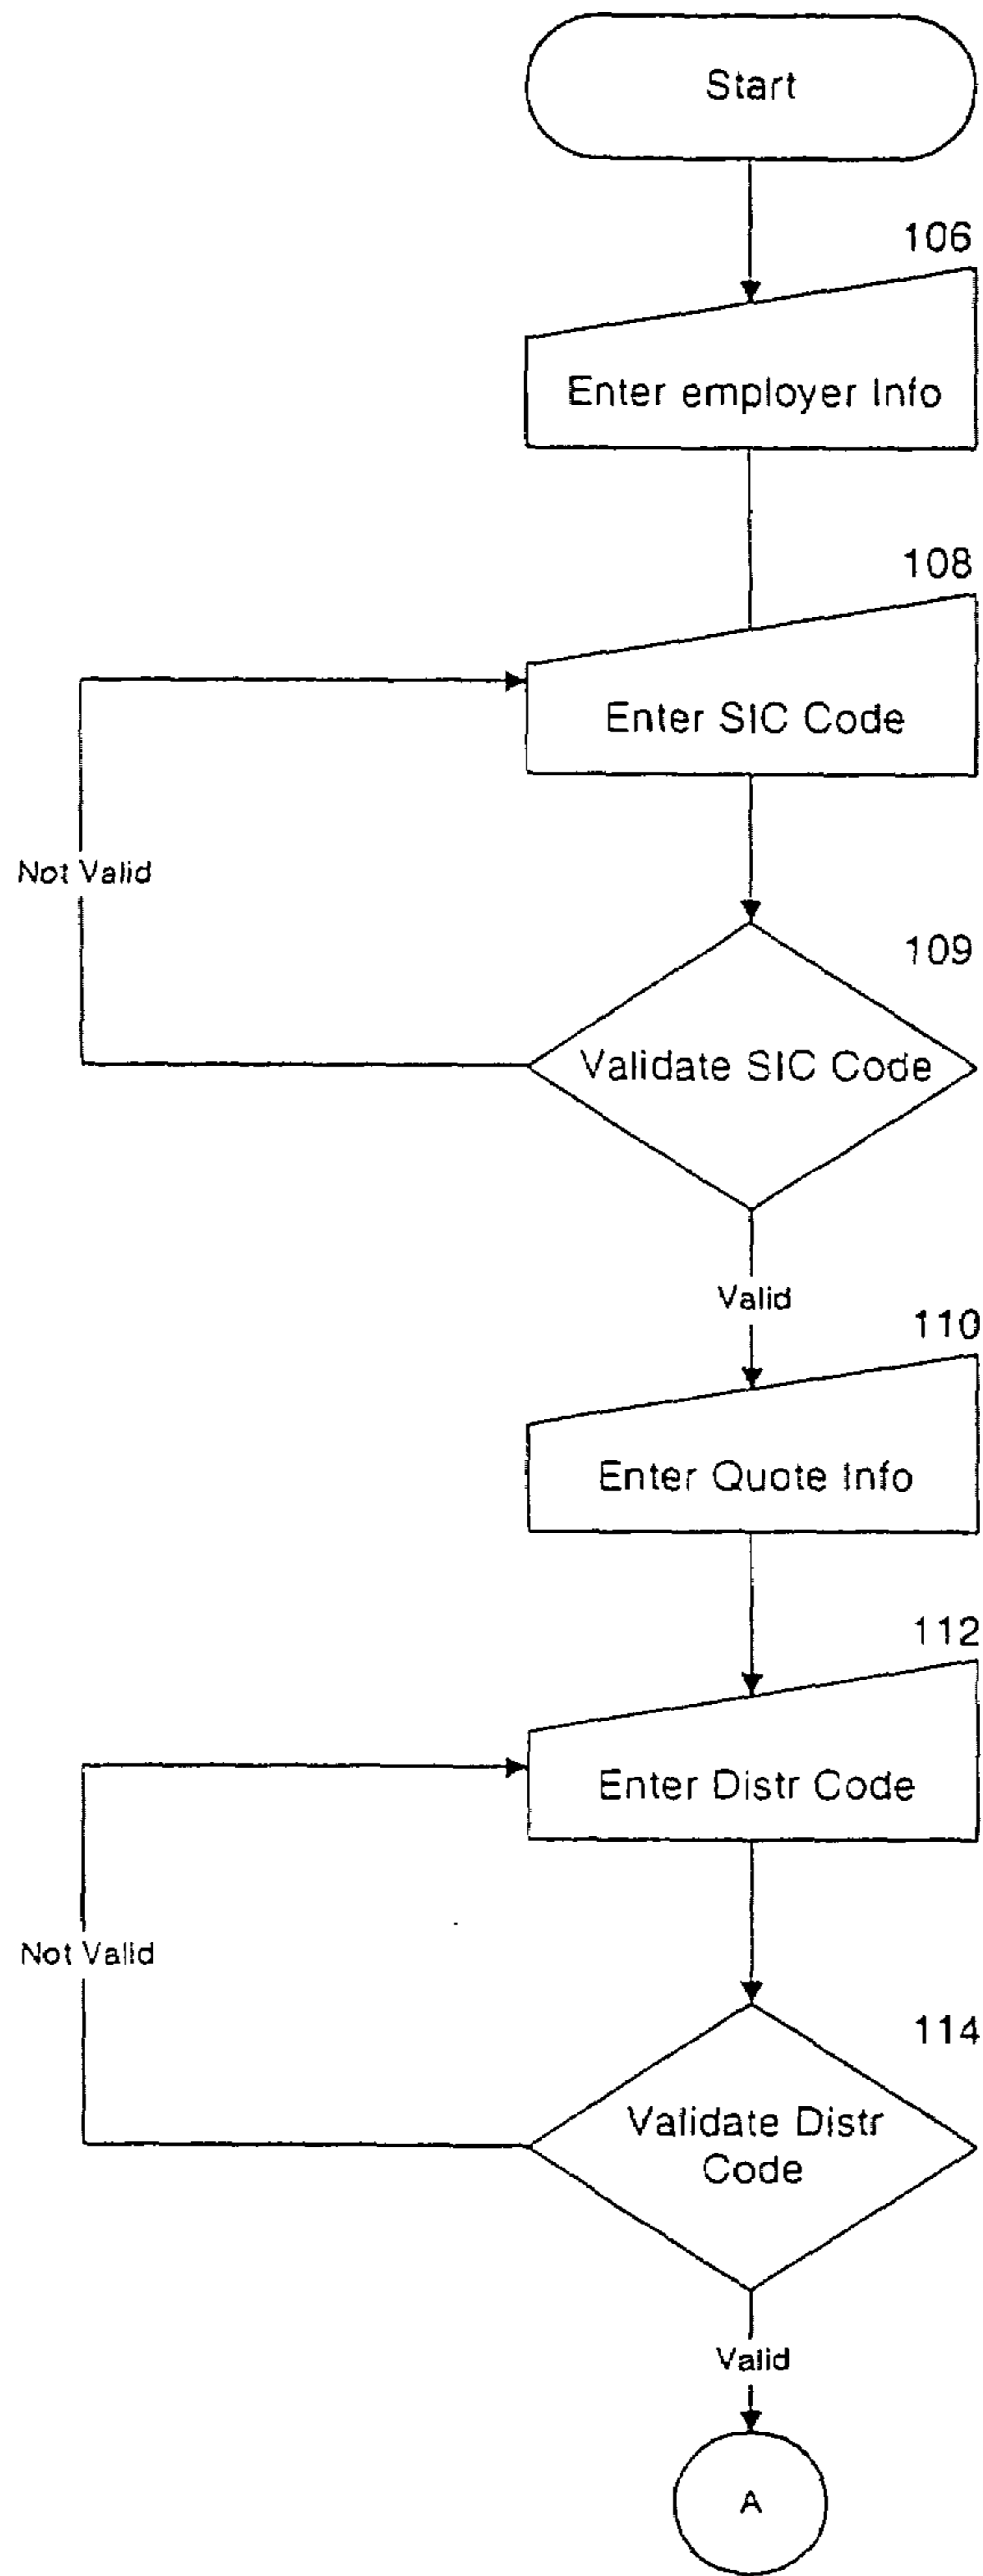 Start
106
Enter employer Info
108
Enter SIC Code
Not Valid
109
Validate SIC Code
Valid
110
Enter Quote Info
112
Enter Distr Code
Not Valid
114
Validate Distr
Code
Valid
A